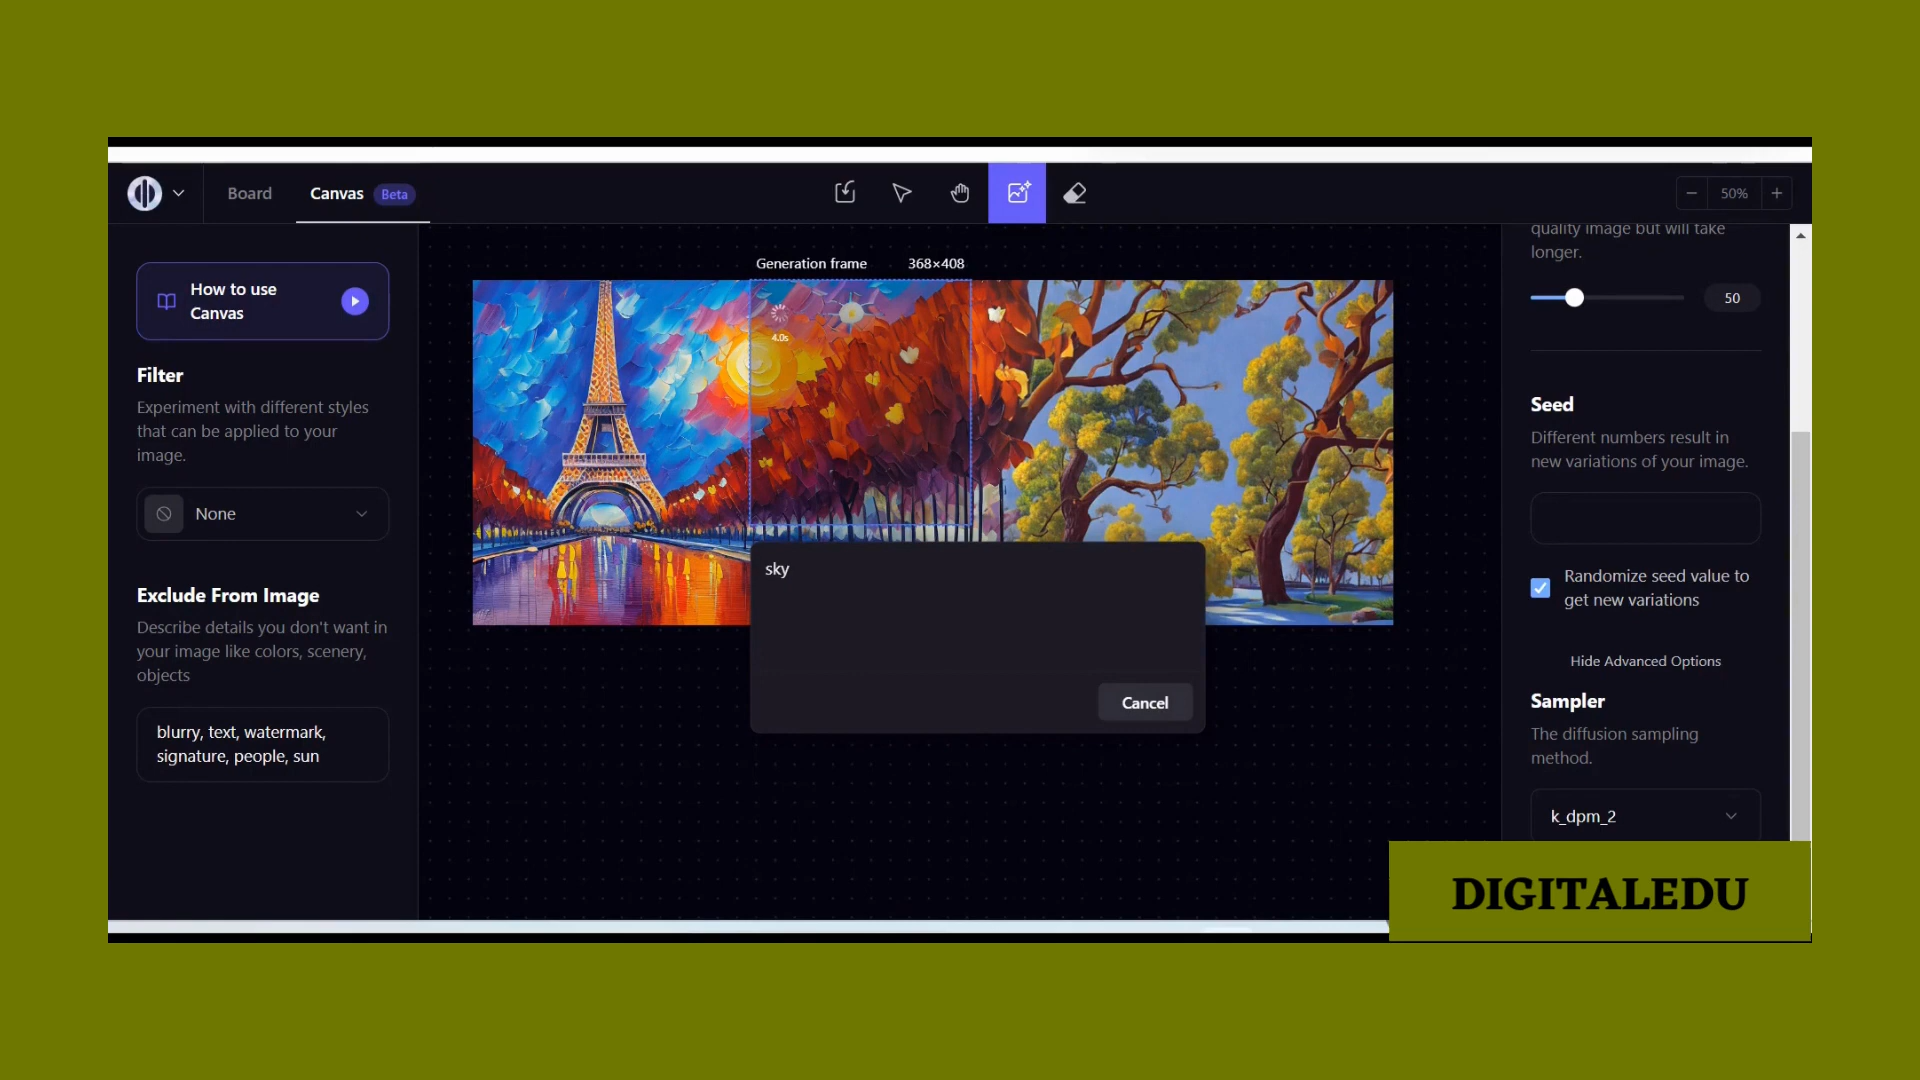 Board
Canvas
Beta
50%
How to use
Canvas
Filter
Experiment with different styles
that can be applied to your
image.
None
Exclude From Image
Describe details you don't want in
your image like colors, scenery,
objects
blurry, text, watermark,
signature, people, sun
Generation frame
368×408
4.0s
sky
Cancel
quality image but will take
longer.
50
Seed
Different numbers result in
new variations of your image.
Randomize seed value to
get new variations
Hide Advanced Options
Sampler
The diffusion sampling
method.
k_dpm_2
DIGITALEDU